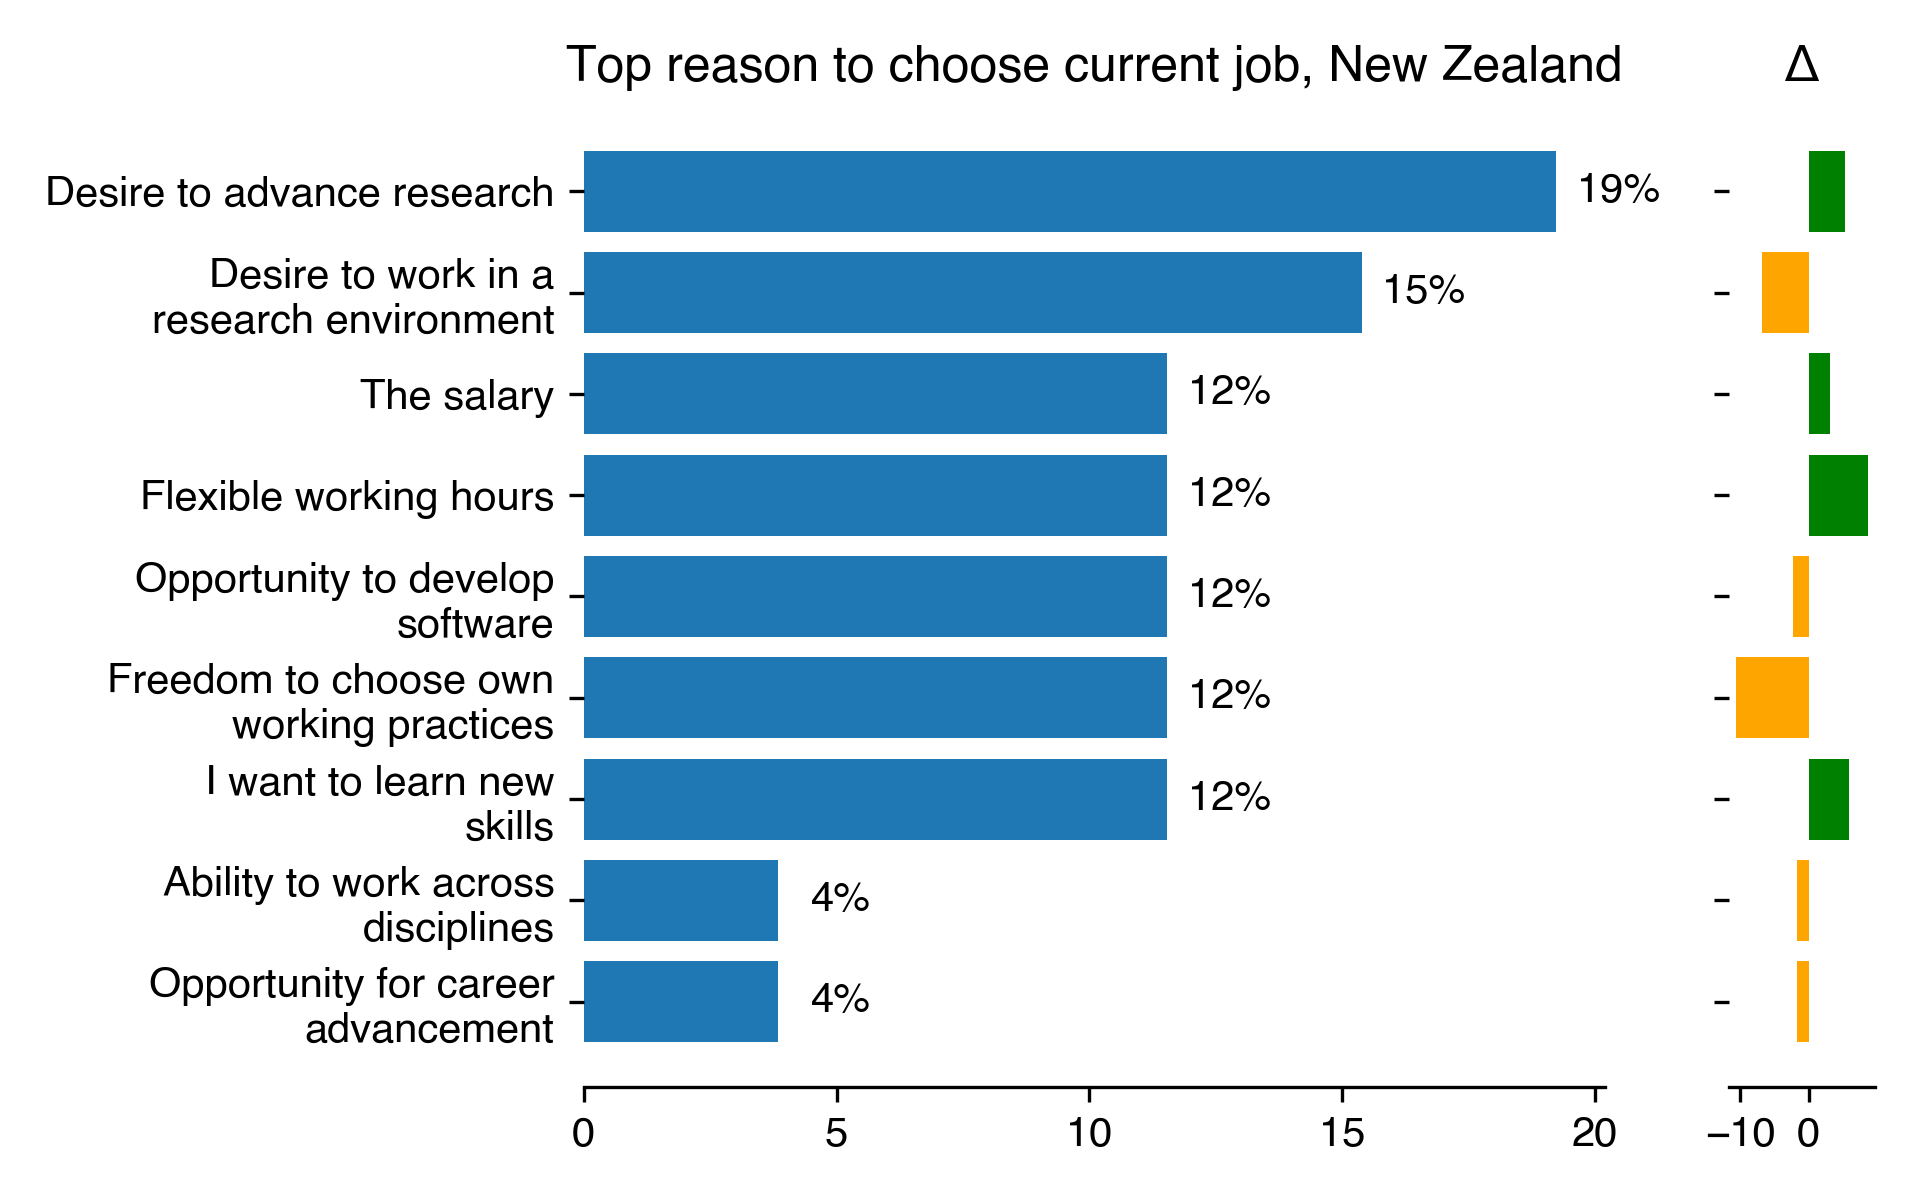 Top reason to choose current job, New Zealand
Δ
Desire to advance research
19%
Desire to work in a
research environment
15%
The salary
12%
Flexible working hours
12%
Opportunity to develop
software
12%
Freedom to choose own
working practices
12%
I want to learn new
skills
12%
Ability to work across
disciplines
4%
Opportunity for career
advancement
4%
0 5 10 15 20
−10 0